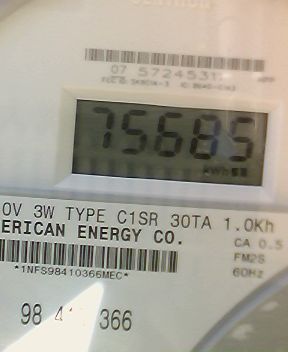 CENTRON
07 5724531
75685
kWh
0V 3W TYPE C1SR 30TA 1.0Kh
ERICAN ENERGY CO.
CA 0.5
FM2S
60Hz
*1NFS98410366MEC*
98 366